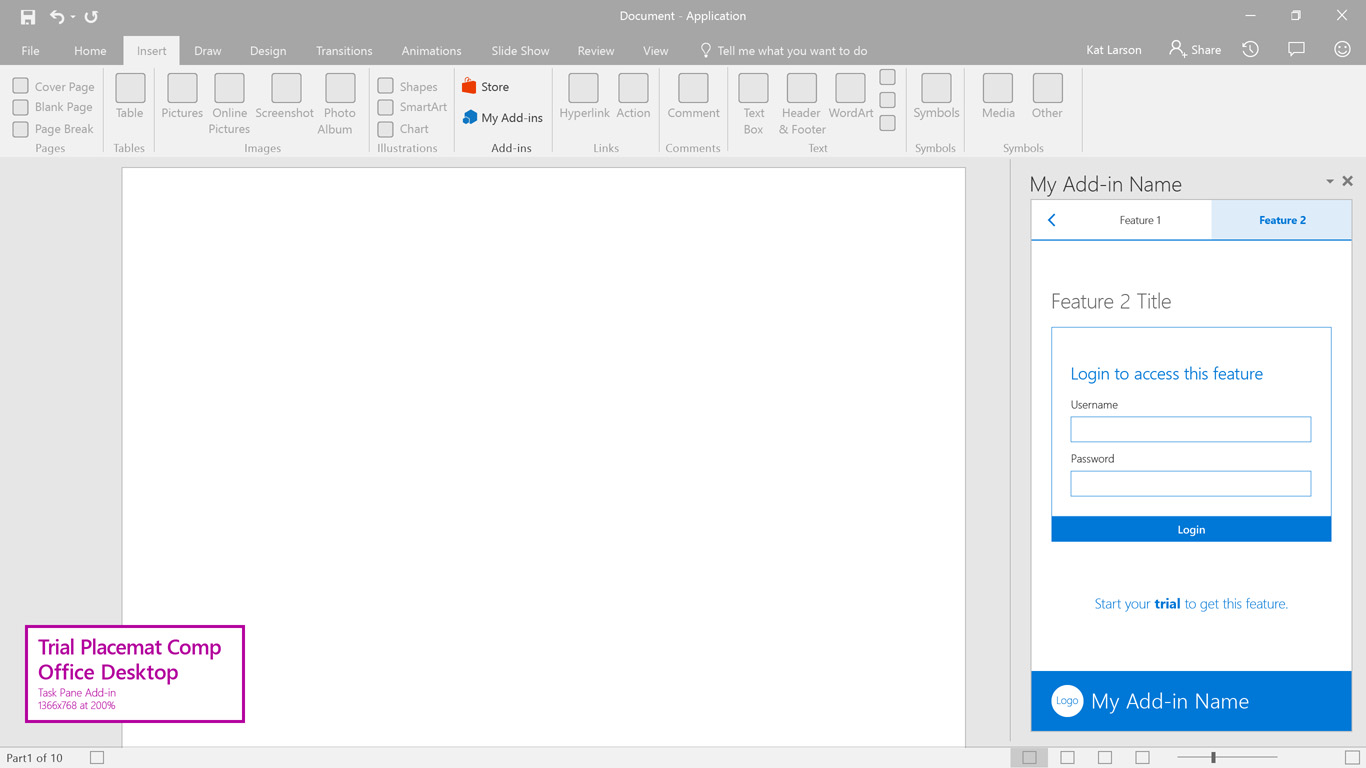 Document - Application
File Home Insert Draw Design Transitions Animations Slide Show Review View Tell me what you want to do Kat Larson Share
Cover Page
Blank Page
Page Break
Pages
Table
Tables
Pictures
Online
Pictures
Screenshot
Photo
Album
Images
Shapes
SmartArt
Chart
Illustrations
Store
My Add-ins
Add-ins
Hyperlink
Action
Links
Comment
Comments
Text
Box
Header
& Footer
WordArt
Text
Symbols
Symbols
Media
Other
Symbols
My Add-in Name
Feature 1 Feature 2
Feature 2 Title
Login to access this feature
Username
Password
Login
Start your trial to get this feature.
Logo My Add-in Name
Trial Placemat Comp
Office Desktop
Task Pane Add-in
1366x768 at 200%
Part1 of 10